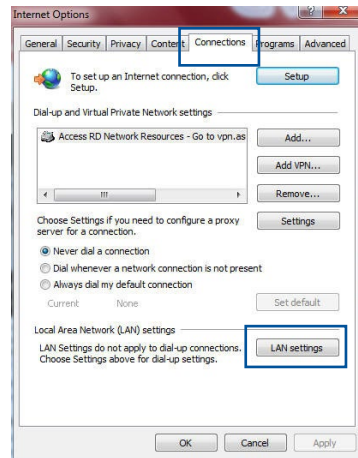 Internet Options
General Security Privacy Content Connections Programs Advanced
To set up an Internet connection, click
Setup.
Setup
Dial-up and Virtual Private Network settings
Access RD Network Resources - Go to vpn.as
Add...
Add VPN...
Remove...
Choose Settings if you need to configure a proxy
server for a connection.
Settings
Never dial a connection
Dial whenever a network connection is not present
Always dial my default connection
Current None
Set default
Local Area Network (LAN) settings
LAN Settings do not apply to dial-up connections.
Choose Settings above for dial-up settings.
LAN settings
OK Cancel Apply